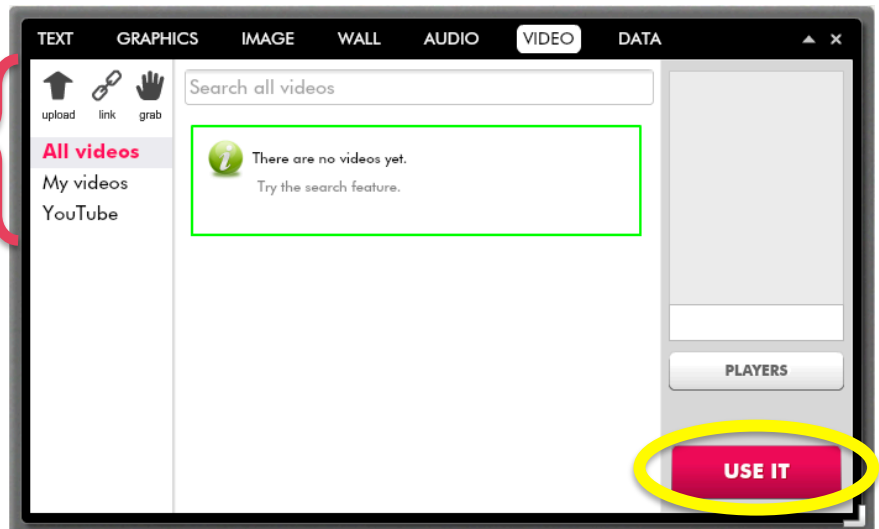 TEXT GRAPHICS IMAGE WALL AUDIO VIDEO DATA
upload link grab
Search all videos
All videos
My videos
YouTube
There are no videos yet.
Try the search feature.
PLAYERS
USE IT